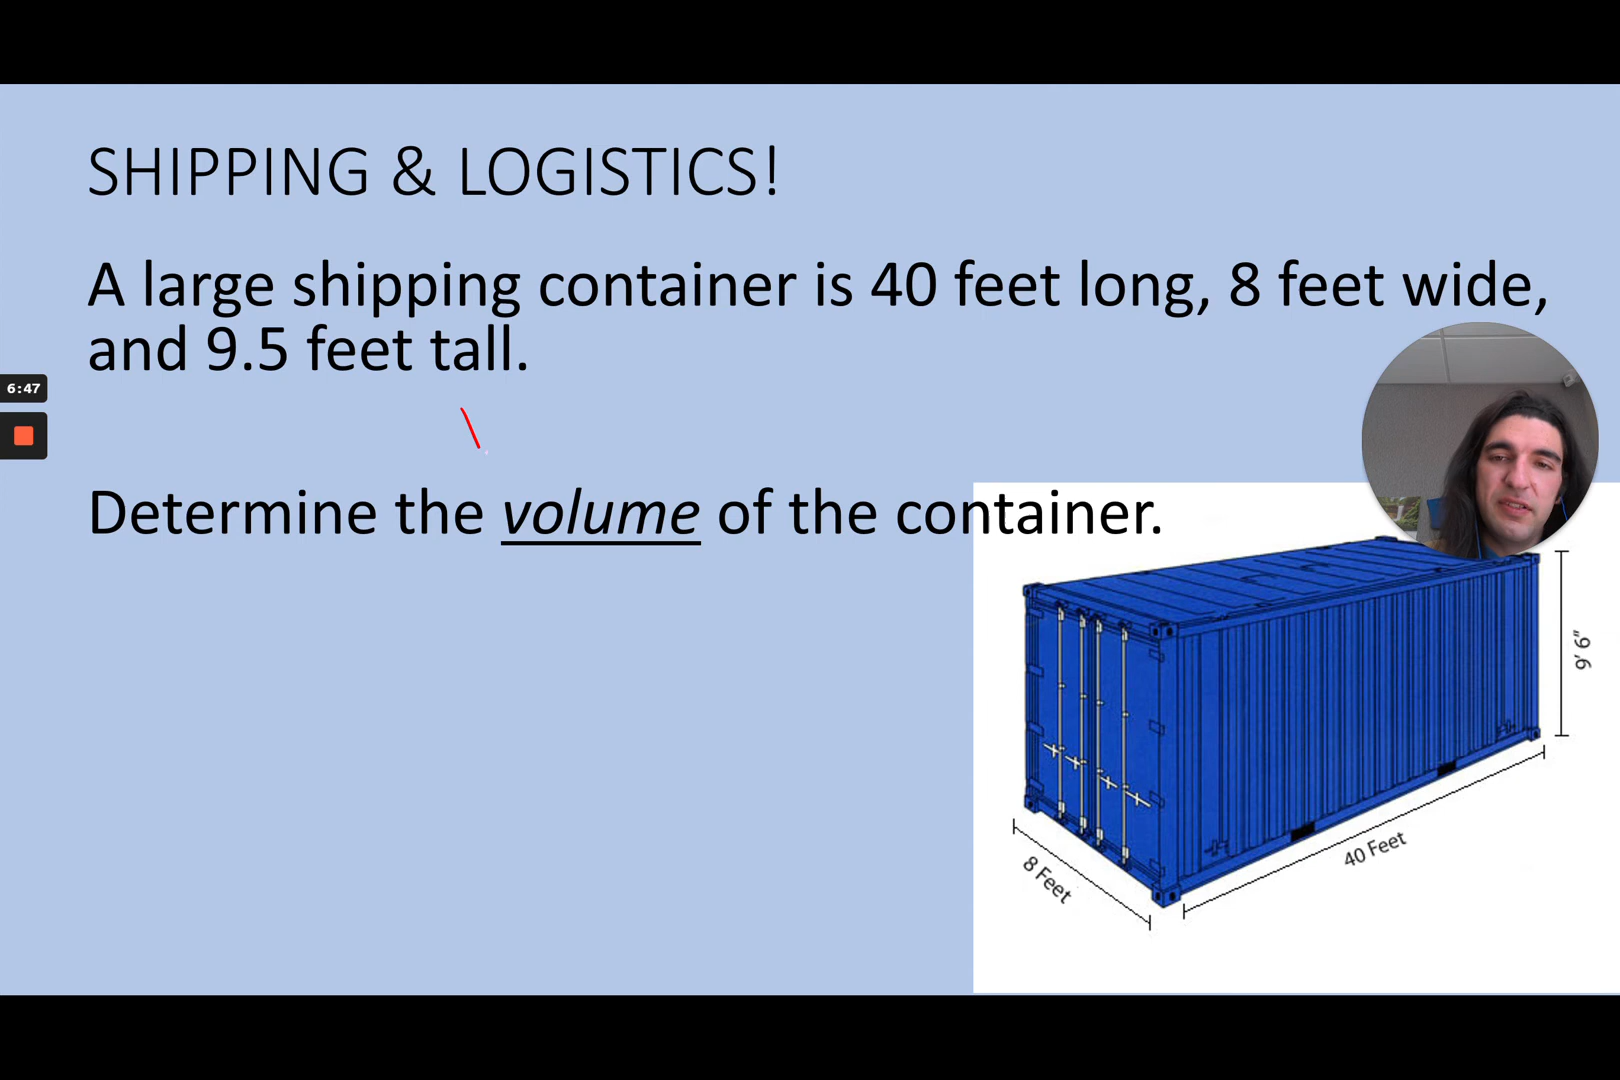 SHIPPING & LOGISTICS!
A large shipping container is 40 feet long, 8 feet wide,
and 9.5 feet tall.
6:47
Determine the volume of the container.
9' 6"
8 Feet
40 Feet